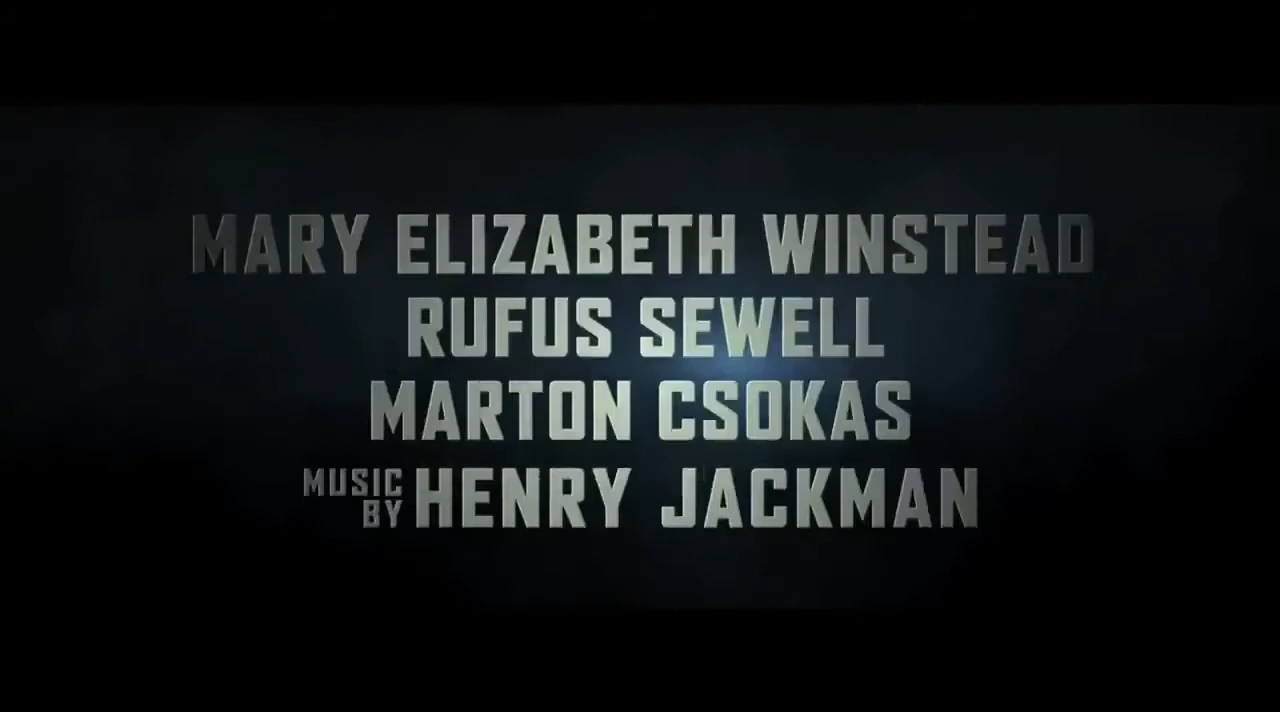 MARY ELIZABETH WINSTEAD
RUFUS SEWELL
MARTON CSOKAS
MUSIC BY HENRY JACKMAN